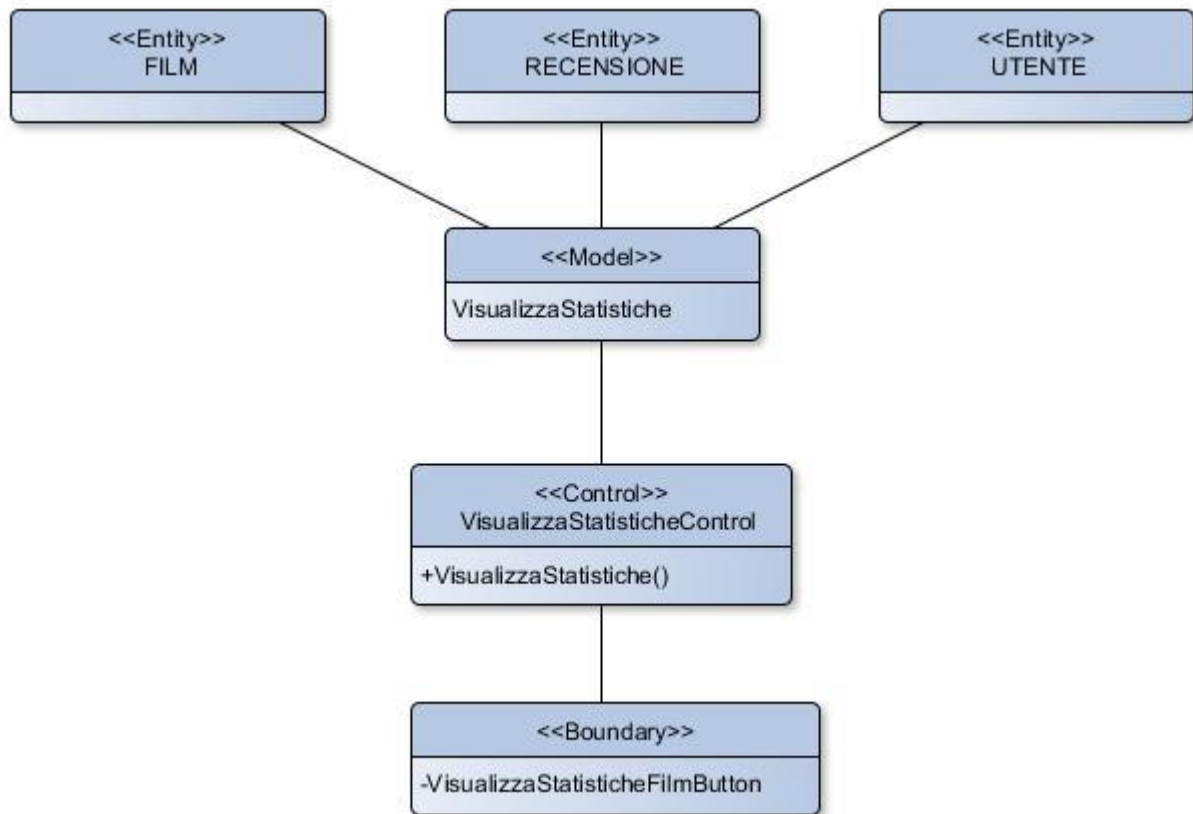 <<Entity>>
FILM
<<Entity>>
RECENSIONE
<<Entity>>
UTENTE
<<Model>>
VisualizzaStatistiche
<<Control>>
VisualizzaStatisticheControl
+VisualizzaStatistiche()
<<Boundary>>
-VisualizzaStatisticheFilmButton